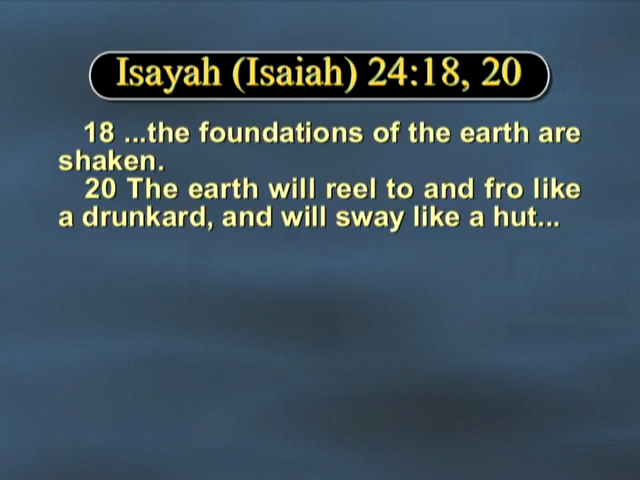 Isayah (Isaiah) 24:18, 20
18 ...the foundations of the earth are
shaken.
20 The earth will reel to and fro like
a drunkard, and will sway like a hut...